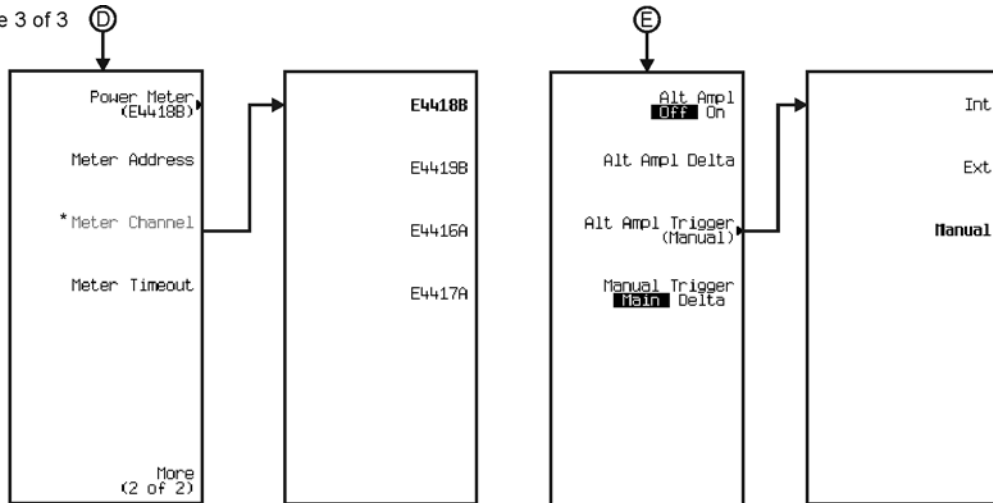 e 3 of 3
D
Power Meter
(E4418B)
Meter Address
*Meter Channel
Meter Timeout
More
(2 of 2)
E4418B
E4419B
E4416A
E4417A
E
Alt Ampl
Off On
Alt Ampl Delta
Alt Ampl Trigger
(Manual)
Manual Trigger
Main Delta
Int
Ext
Manual